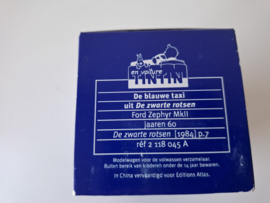 en voiture
TINTIN
De blauwe taxi
uit De zwarte rotsen
Ford Zephyr MkII
jaaren 60
De zwarte rotsen [1984] p.7
réf 2 118 045 A
Modelwagen voor de volwassen verzamelaar.
Buiten bereik van kinderen onder de 14 jaar bewaren.
In China vervaardigd voor Editions Atlas.